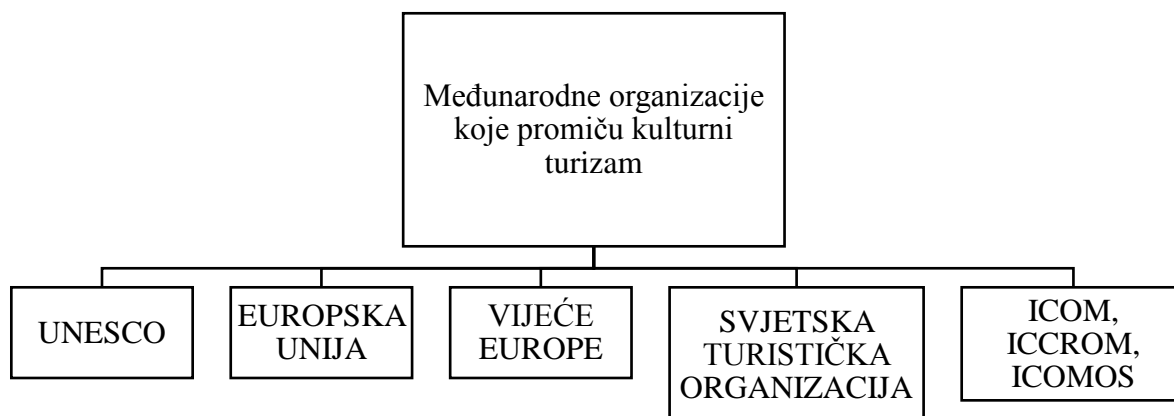 Međunarodne organizacije
koje promiču kulturni
turizam
UNESCO
EUROPSKA
UNIJA
VIJEĆE
EUROPE
SVJETSKA
TURISTIČKA
ORGANIZACIJA
ICOM,
ICCROM,
ICOMOS